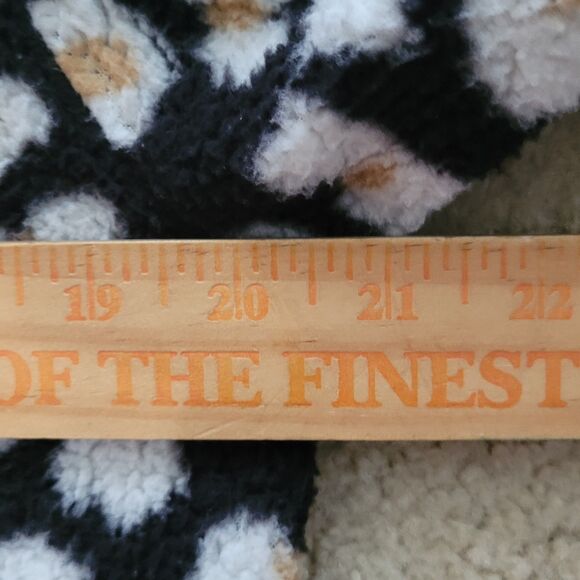 19 20 21 22
OF THE FINEST